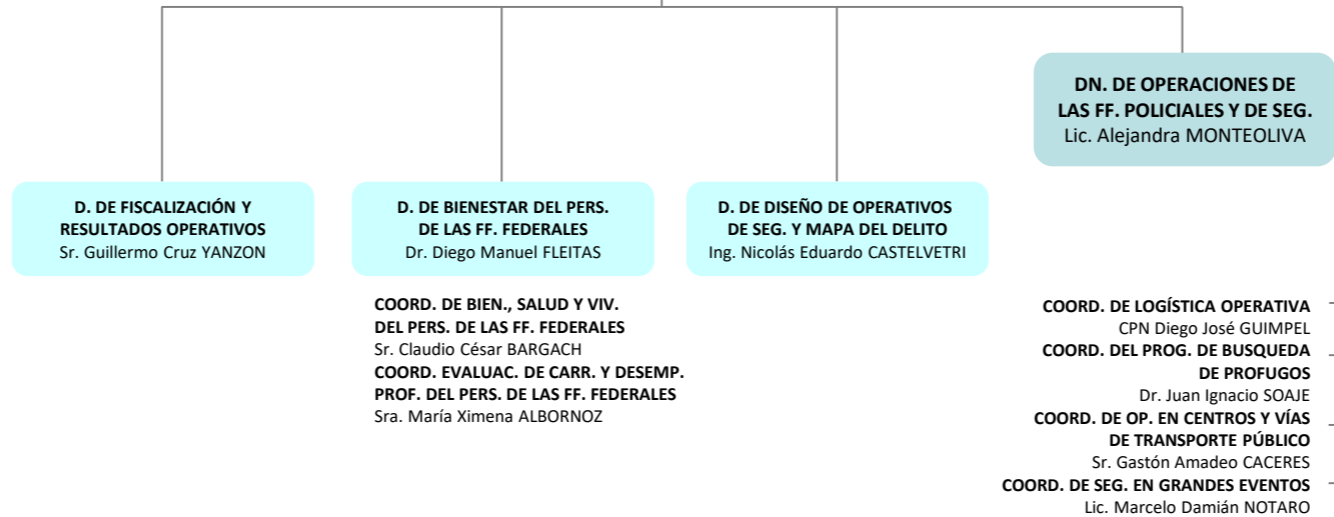 DN. DE OPERACIONES DE
LAS FF. POLICIALES Y DE SEG.
Lic. Alejandra MONTEOLIVA
D. DE FISCALIZACIÓN Y
RESULTADOS OPERATIVOS
Sr. Guillermo Cruz YANZON
D. DE BIENESTAR DEL PERS.
DE LAS FF. FEDERALES
Dr. Diego Manuel FLEITAS
D. DE DISEÑO DE OPERATIVOS
DE SEG. Y MAPA DEL DELITO
Ing. Nicolás Eduardo CASTELVETRI
COORD. DE BIEN., SALUD Y VIV.
DEL PERS. DE LAS FF. FEDERALES
Sr. Claudio César BARGACH
COORD. EVALUAC. DE CARR. Y DESEMP.
PROF. DEL PERS. DE LAS FF. FEDERALES
Sra. María Ximena ALBORNOZ
COORD. DE LOGÍSTICA OPERATIVA
CPN Diego José GUIMPEL
COORD. DEL PROG. DE BUSQUEDA
DE PROFUGOS
Dr. Juan Ignacio SOAJE
COORD. DE OP. EN CENTROS Y VÍAS
DE TRANSPORTE PÚBLICO
Sr. Gastón Amadeo CACERES
COORD. DE SEG. EN GRANDES EVENTOS
Lic. Marcelo Damián NOTARO